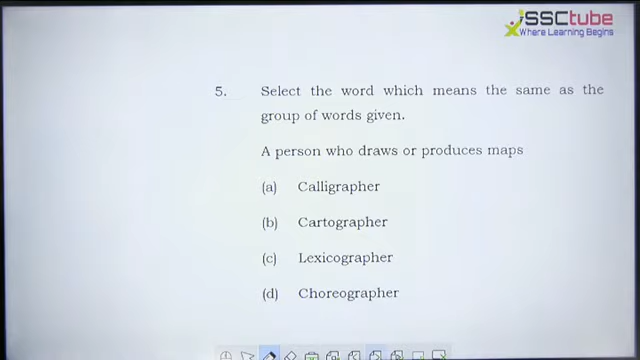 SSCtube
Where Learning Begins
5. Select the word which means the same as the
group of words given.
A person who draws or produces maps
(a) Calligrapher
(b) Cartographer
(c) Lexicographer
(d) Choreographer